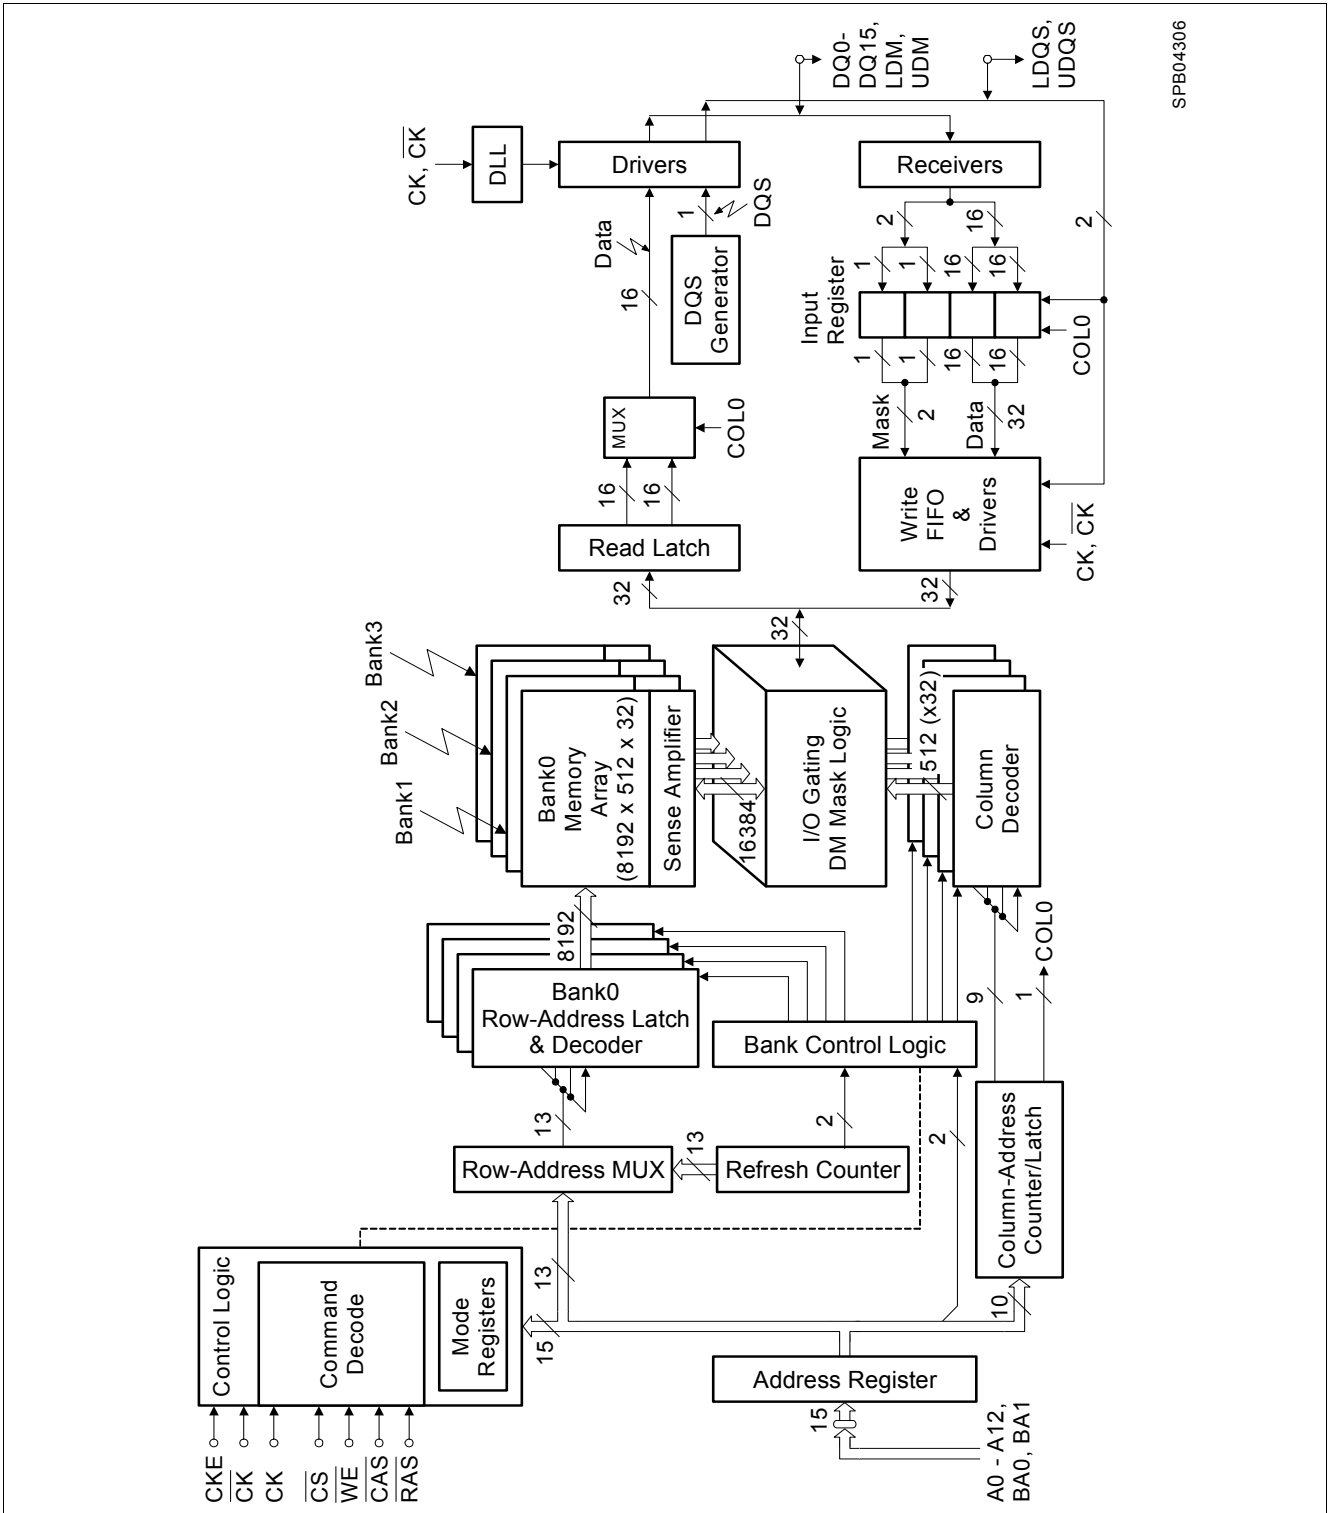 SPB04306
DQ0-
DQ15,
LDM,
UDM
LDQS,
UDQS
CK, CK
DLL
Drivers
Receivers
Data
16
1
DQS
DQS
Generator
2
16
2
1
1
16
16
Input
Register
1
1
16
16
COL0
MUX
COL0
Mask
2
Data
32
16
16
Read Latch
Write
FIFO
&
Drivers
CK, CK
32
32
32
Bank3
Bank2
Bank1
Bank0
Memory
Array
(8192 x 512 x 32)
Sense Amplifier
16384
I/O Gating
DM Mask Logic
512 (x32)
Column
Decoder
8192
Bank0
Row-Address Latch
& Decoder
Bank Control Logic
9
1
COL0
13
2
2
Row-Address MUX
13
Refresh Counter
Column-Address
Counter/Latch
Control Logic
Command
Decode
Mode
Registers
13
15
10
Address Register
15
CKE
CK
CK
CS
WE
CAS
RAS
A0 - A12,
BA0, BA1